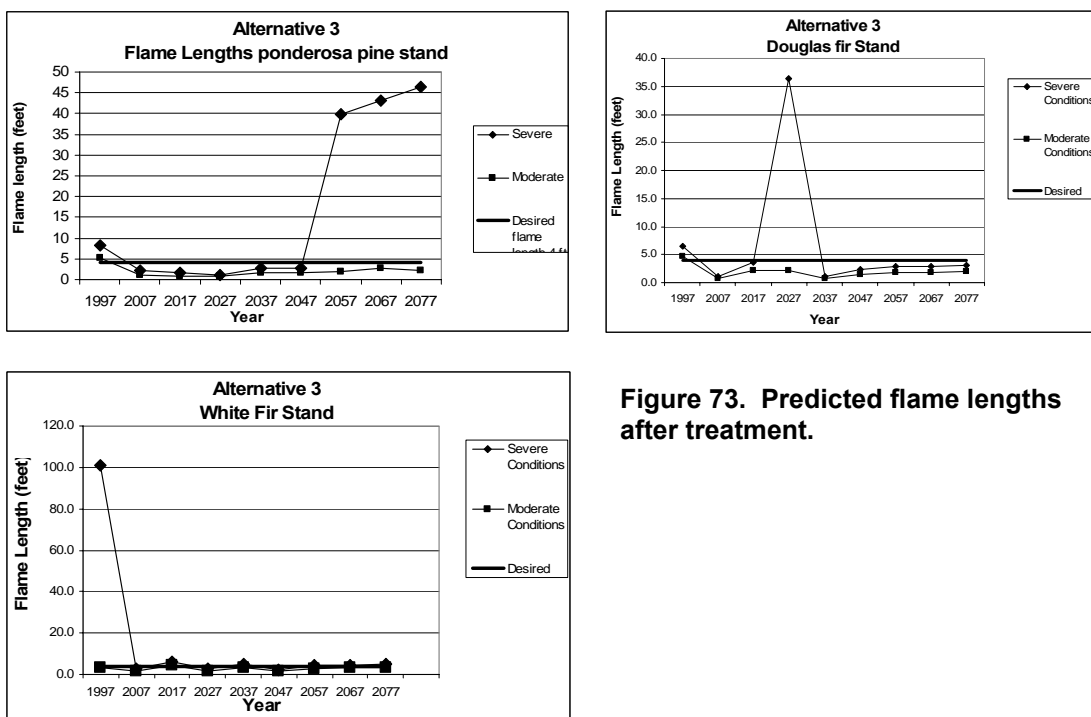 Alternative 3
Flame Lengths ponderosa pine stand
Flame length (feet)
50
45
40
35
30
25
20
15
10
5
0
1997 2007 2017 2027 2037 2047 2057 2067 2077
Year
Severe
Moderate
Desired
flame
Alternative 3
Douglas fir Stand
Flame Length (feet)
40.0
35.0
30.0
25.0
20.0
15.0
10.0
5.0
0.0
1997 2007 2017 2027 2037 2047 2057 2067 2077
Year
Severe
Conditions
Moderate
Conditions
Desired
Alternative 3
White Fir Stand
Flame Length (feet)
120.0
100.0
80.0
60.0
40.0
20.0
0.0
1997 2007 2017 2027 2037 2047 2057 2067 2077
Year
Severe
Conditions
Moderate
Conditions
Desired
Figure 73. Predicted flame lengths
after treatment.